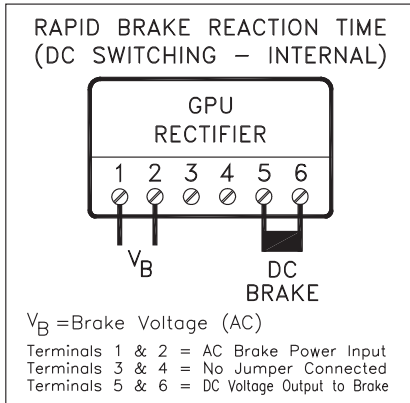 RAPID BRAKE REACTION TIME
(DC SWITCHING – INTERNAL)
GPU
RECTIFIER
1 2 3 4 5 6
V_B
DC
BRAKE
V_B =Brake Voltage (AC)
Terminals 1 & 2 = AC Brake Power Input
Terminals 3 & 4 = No Jumper Connected
Terminals 5 & 6 = DC Voltage Output to Brake